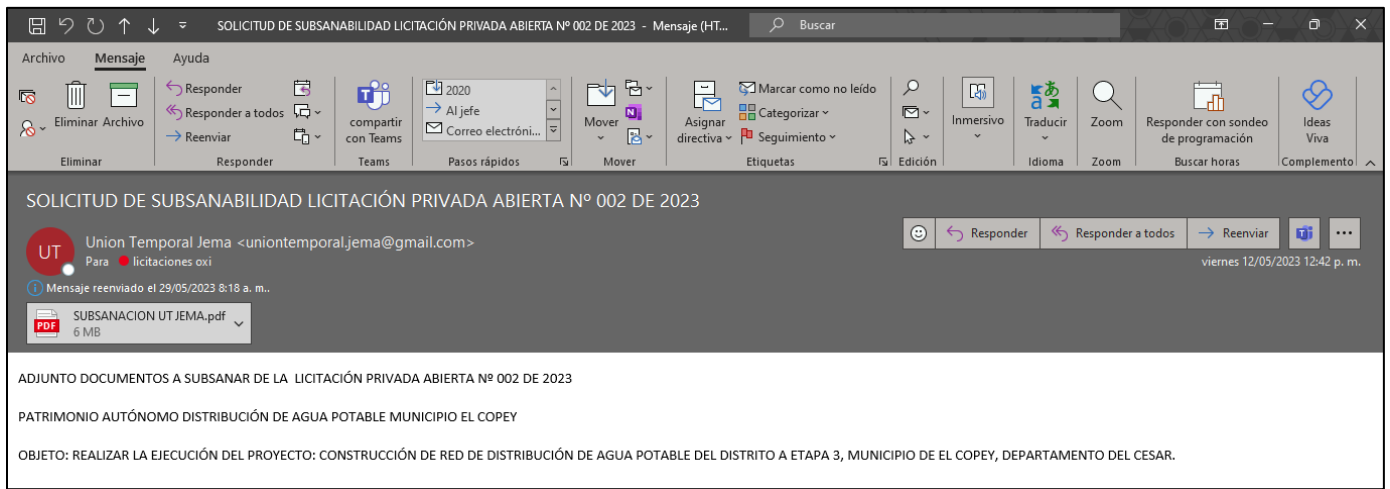 SOLICITUD DE SUBSANABILIDAD LICITACIÓN PRIVADA ABIERTA Nº 002 DE 2023 - Mensaje (HT...
Buscar
Archivo Mensaje Ayuda
Eliminar Archivo
Eliminar
Responder
Responder a todos
Reenviar
Responder
compartir con Teams
Teams
2020
Al jefe
Correo electróni...
Pasos rápidos
Mover
Mover
Asignar directiva
Marcar como no leído
Categorizar
Seguimiento
Etiquetas
Edición
Inmersivo
Traducir
Idioma
Zoom
Zoom
Responder con sondeo de programación
Buscar horas
Ideas Viva
Complemento
SOLICITUD DE SUBSANABILIDAD LICITACIÓN PRIVADA ABIERTA Nº 002 DE 2023
UT
Union Temporal Jema <uniontemporal.jema@gmail.com>
Para licitaciones oxi
Responder Responder a todos Reenviar
viernes 12/05/2023 12:42 p. m.
Mensaje reenviado el 29/05/2023 8:18 a. m..
PDF
SUBSANACION UT JEMA.pdf
6 MB
ADJUNTO DOCUMENTOS A SUBSANAR DE LA LICITACIÓN PRIVADA ABIERTA Nº 002 DE 2023
PATRIMONIO AUTÓNOMO DISTRIBUCIÓN DE AGUA POTABLE MUNICIPIO EL COPEY
OBJETO: REALIZAR LA EJECUCIÓN DEL PROYECTO: CONSTRUCCIÓN DE RED DE DISTRIBUCIÓN DE AGUA POTABLE DEL DISTRITO A ETAPA 3, MUNICIPIO DE EL COPEY, DEPARTAMENTO DEL CESAR.